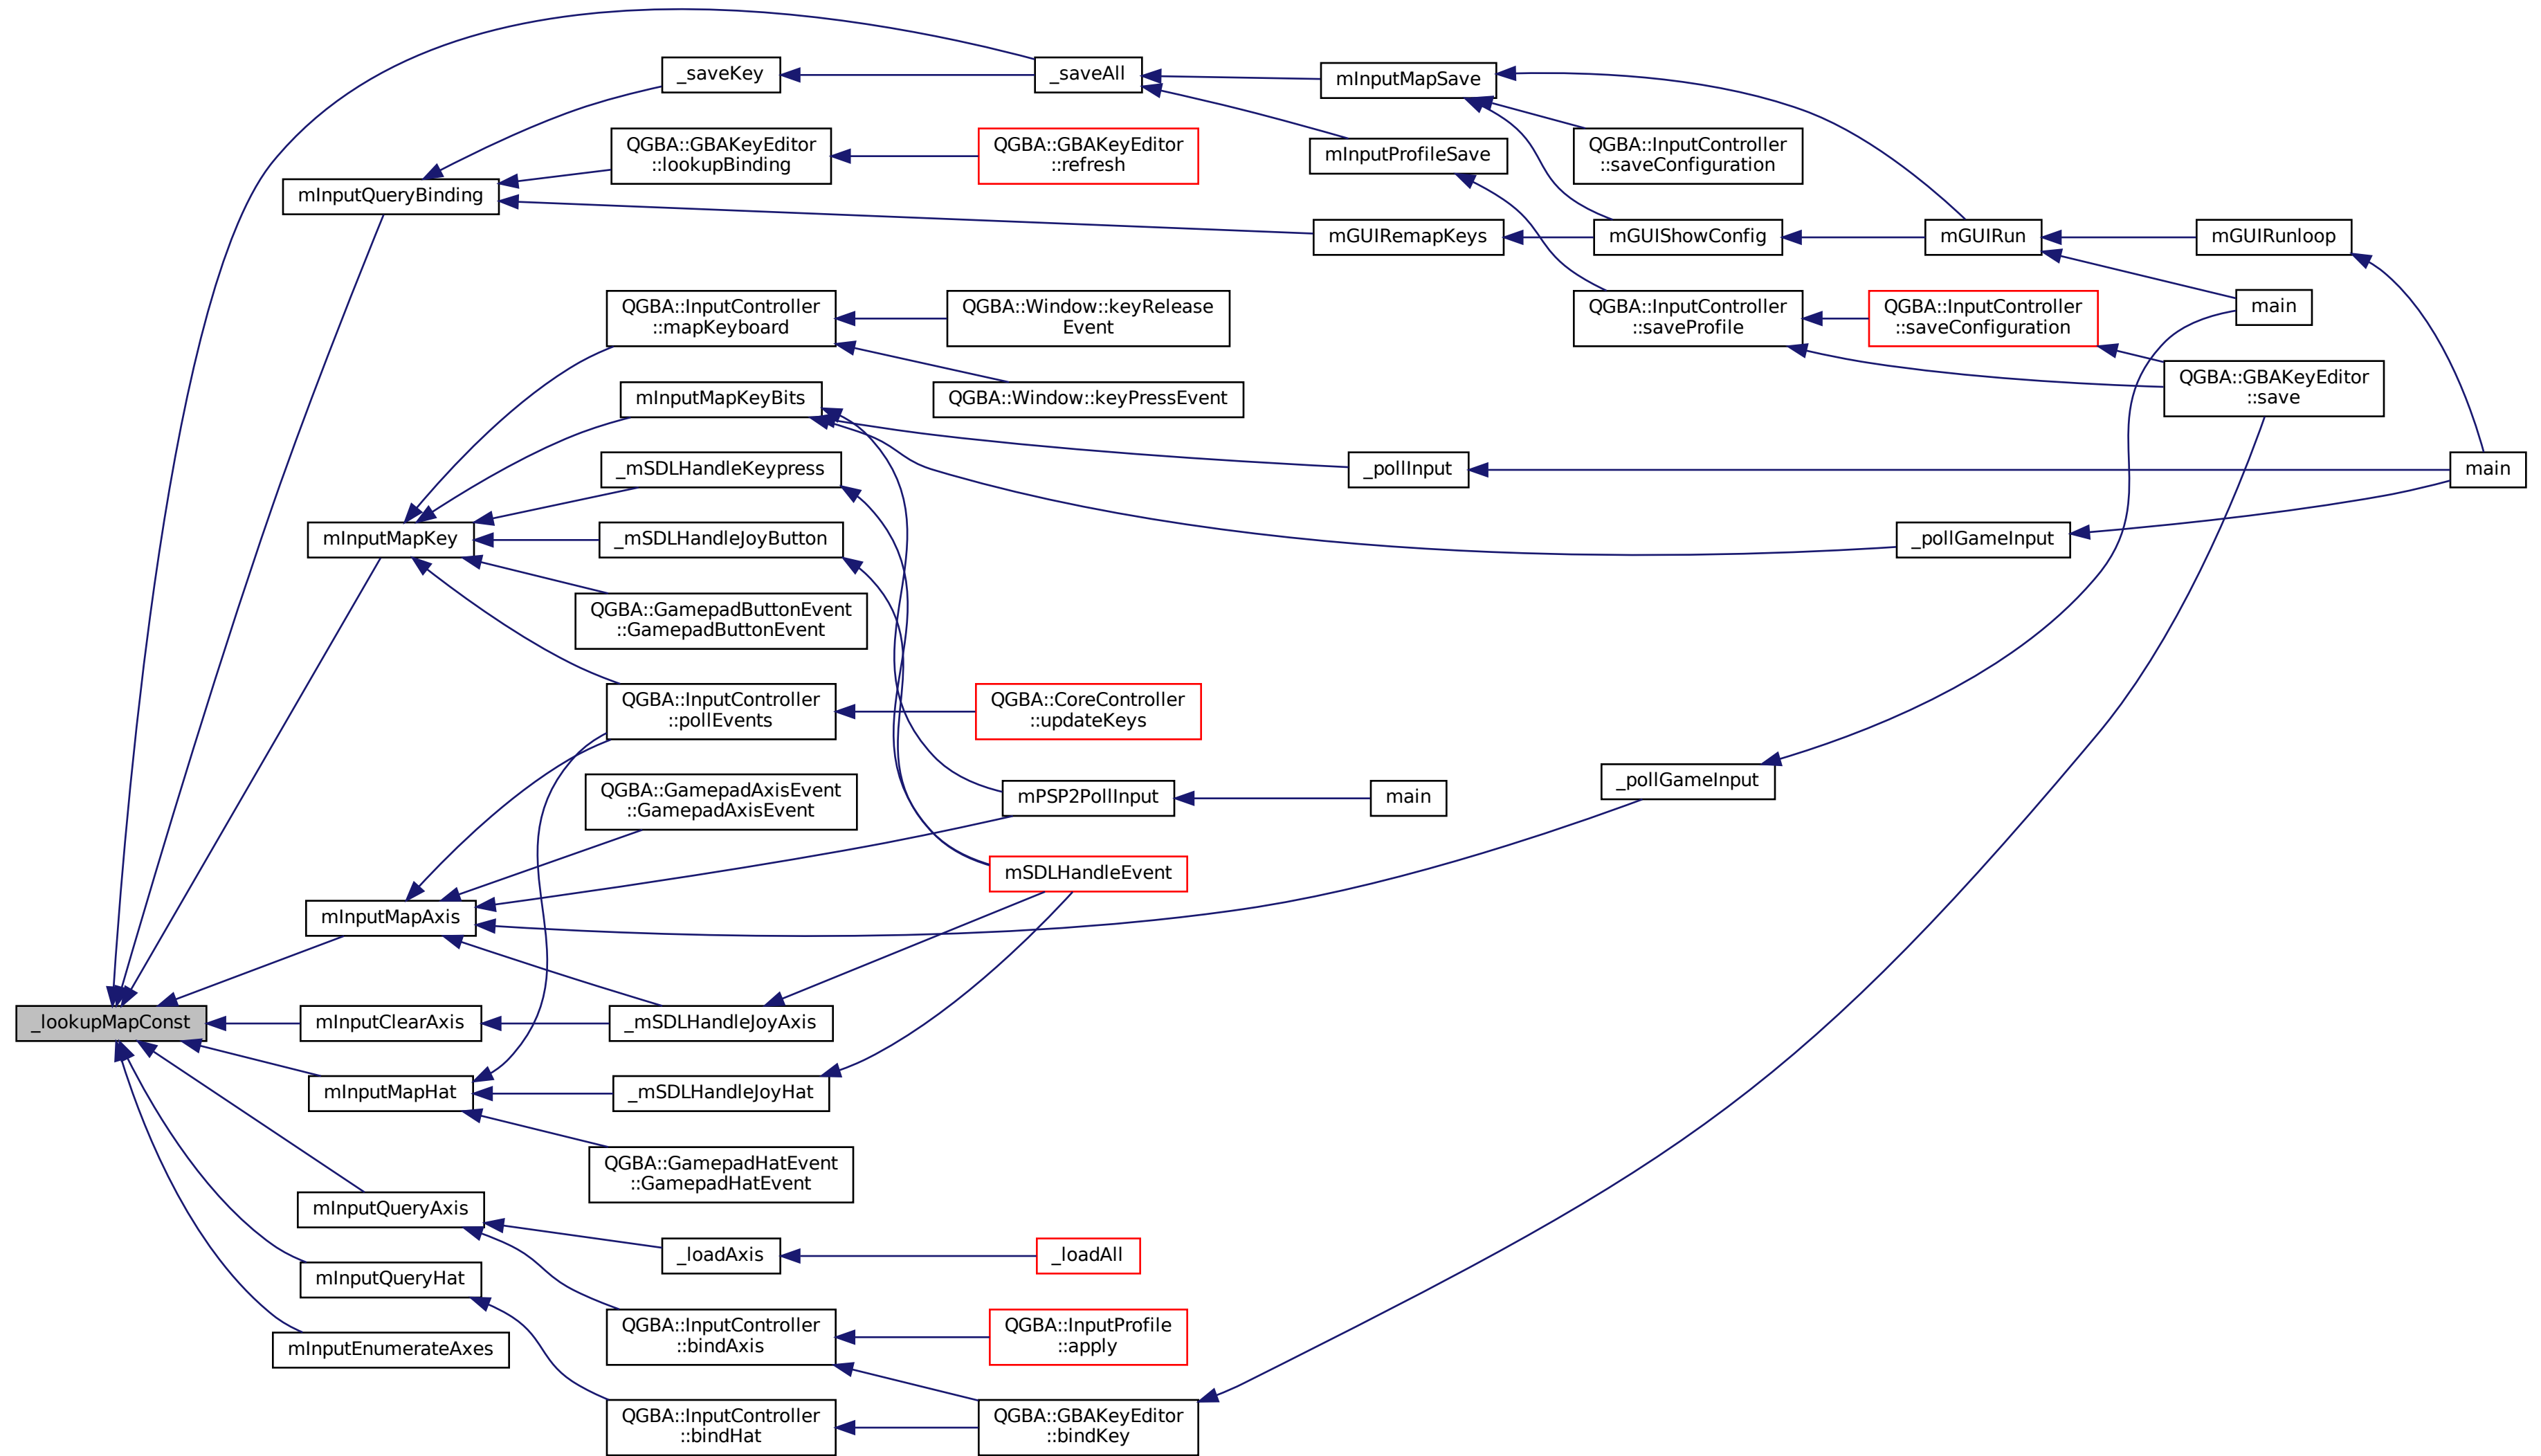 _saveKey
_saveAll
mInputMapSave
QGBA::GBAKeyEditor
::lookupBinding
QGBA::GBAKeyEditor
::refresh
mInputProfileSave
QGBA::InputController
::saveConfiguration
mInputQueryBinding
mGUIRemapKeys
mGUIShowConfig
mGUIRun
mGUIRunloop
QGBA::InputController
::mapKeyboard
QGBA::Window::keyRelease
Event
QGBA::InputController
::saveProfile
QGBA::InputController
::saveConfiguration
main
mInputMapKeyBits
QGBA::Window::keyPressEvent
QGBA::GBAKeyEditor
::save
_mSDLHandleKeypress
_pollInput
main
mInputMapKey
_mSDLHandleJoyButton
_pollGameInput
QGBA::GamepadButtonEvent
::GamepadButtonEvent
QGBA::InputController
::pollEvents
QGBA::CoreController
::updateKeys
QGBA::GamepadAxisEvent
::GamepadAxisEvent
mPSP2PollInput
main
_pollGameInput
mSDLHandleEvent
mInputMapAxis
_lookupMapConst
mInputClearAxis
_mSDLHandleJoyAxis
mInputMapHat
_mSDLHandleJoyHat
QGBA::GamepadHatEvent
::GamepadHatEvent
mInputQueryAxis
_loadAxis
_loadAll
mInputQueryHat
QGBA::InputController
::bindAxis
QGBA::InputProfile
::apply
mInputEnumerateAxes
QGBA::InputController
::bindHat
QGBA::GBAKeyEditor
::bindKey